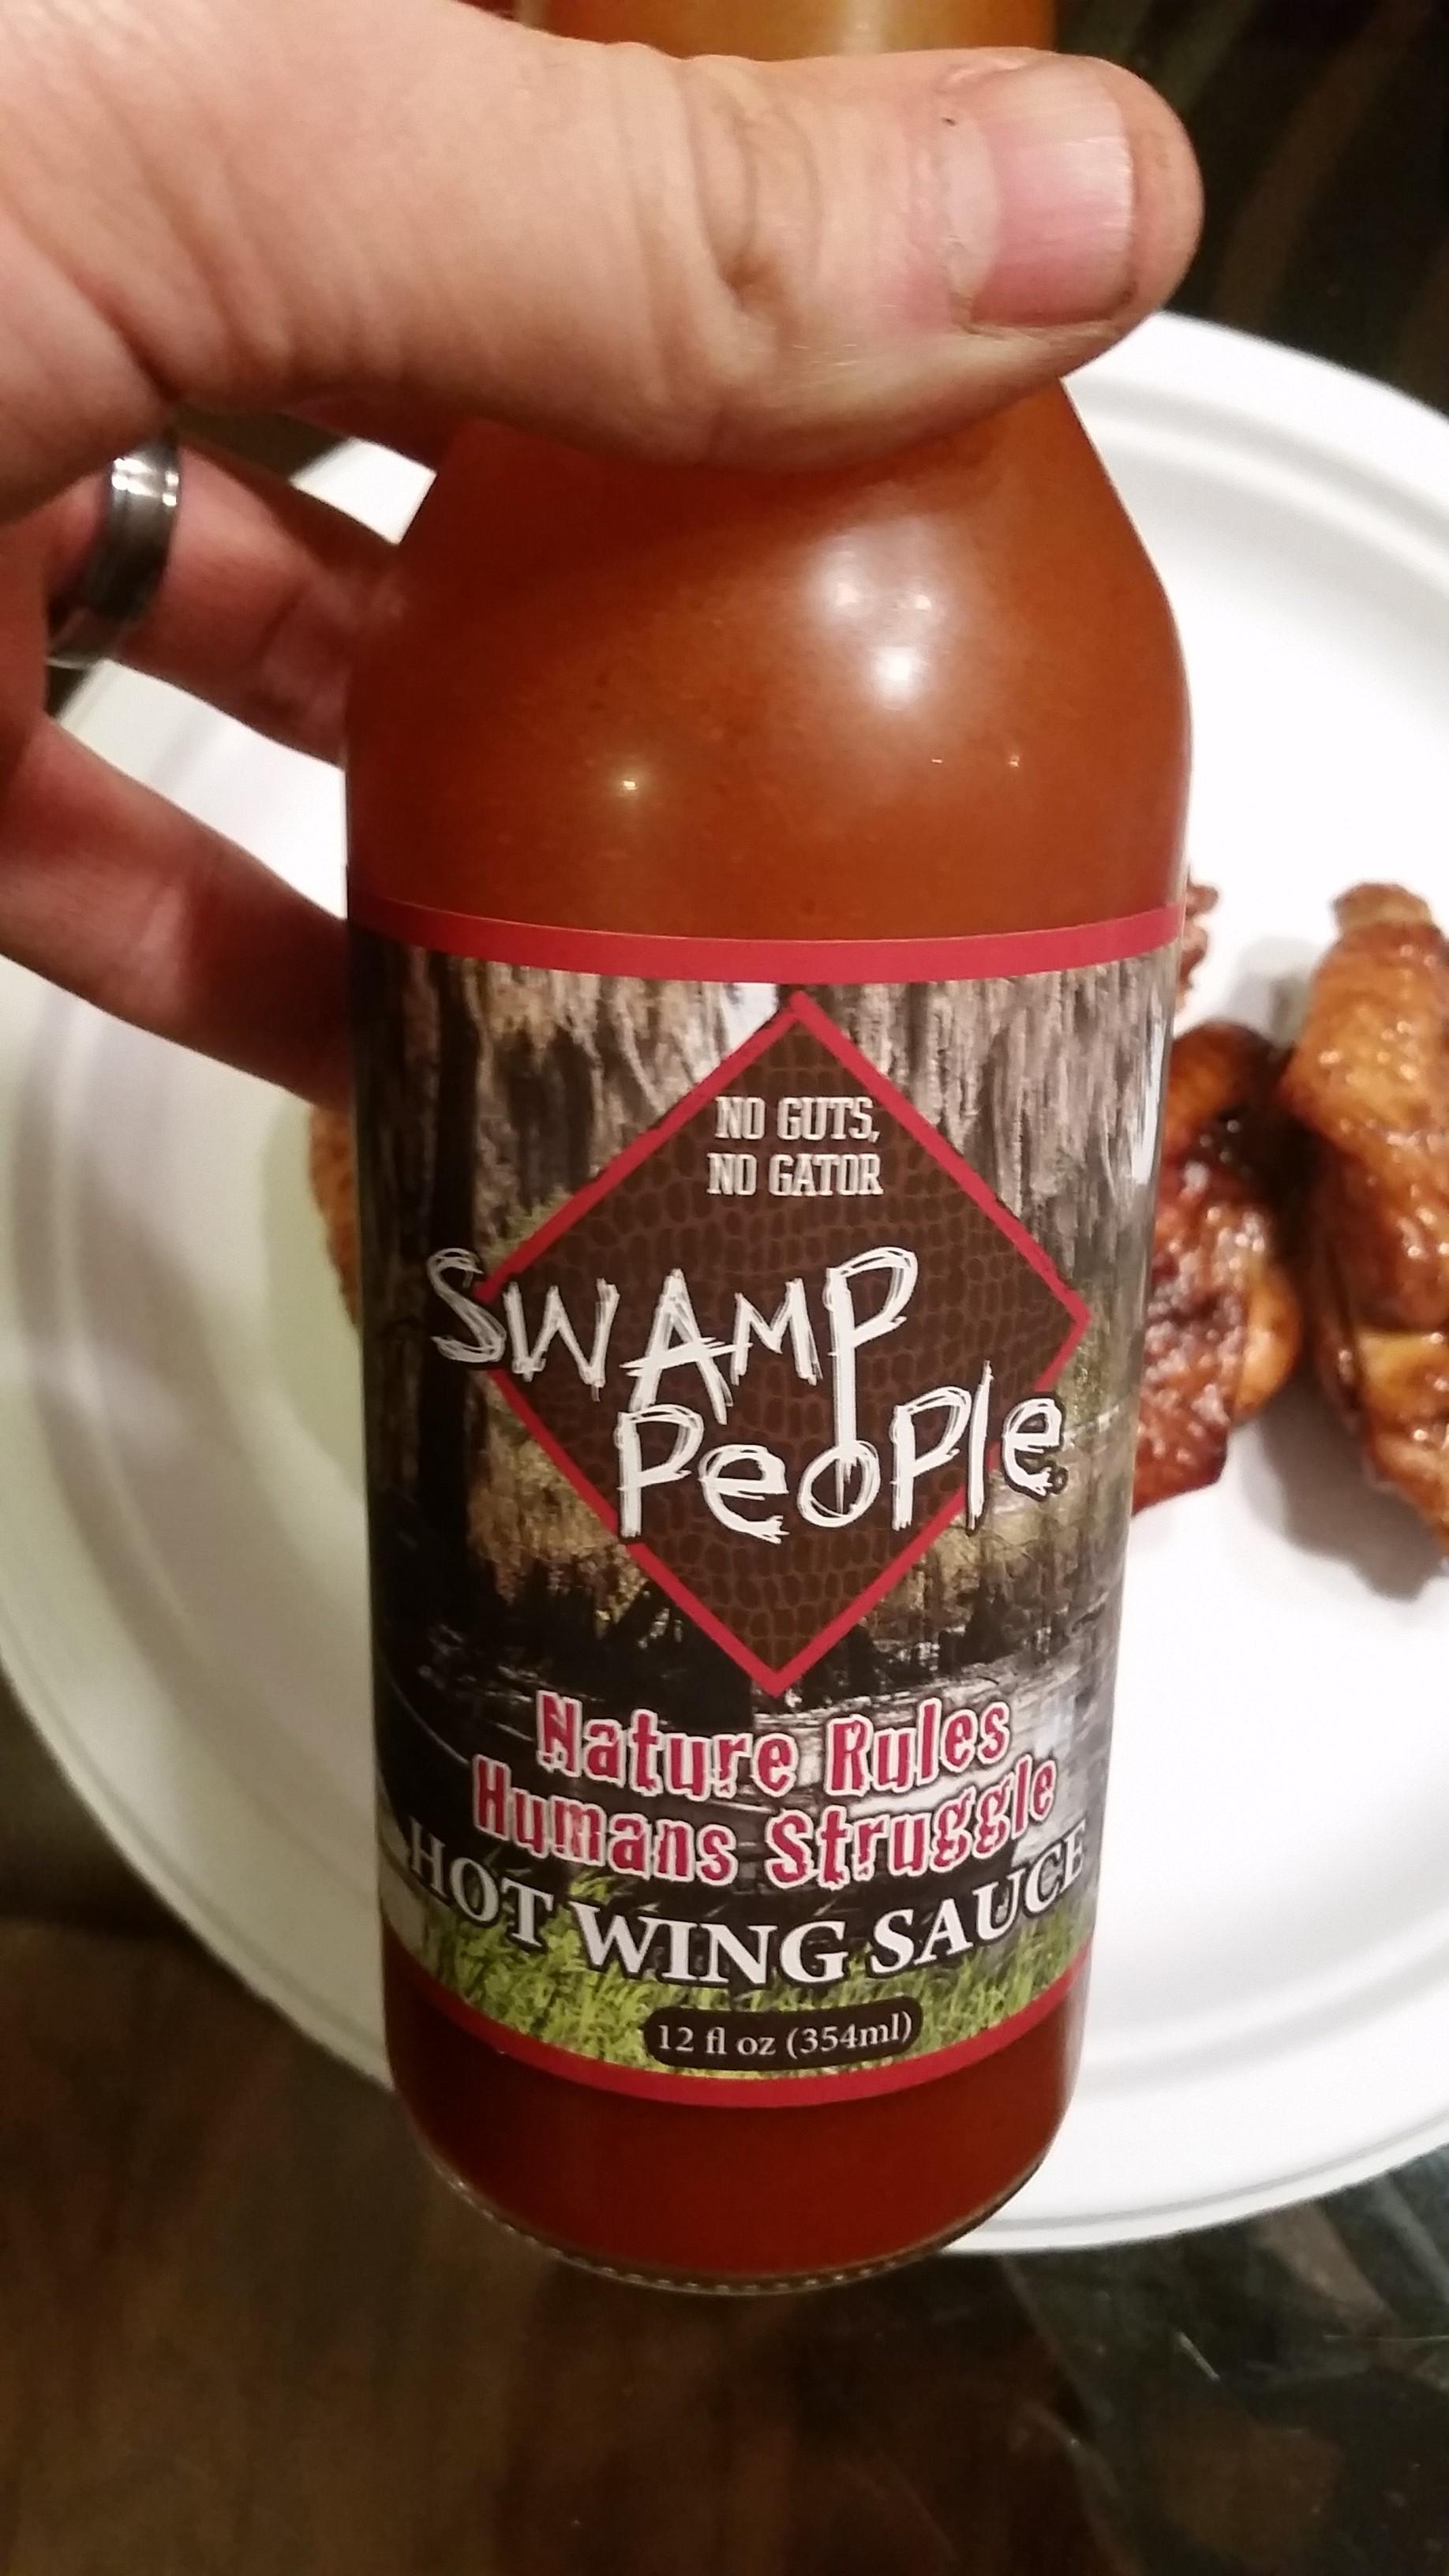 NO GUTS,
NO GATOR
SWAMP
PeOPle
Nature Rules
Humans Struggle
HOT WING SAUCE
12 fl oz (354ml)